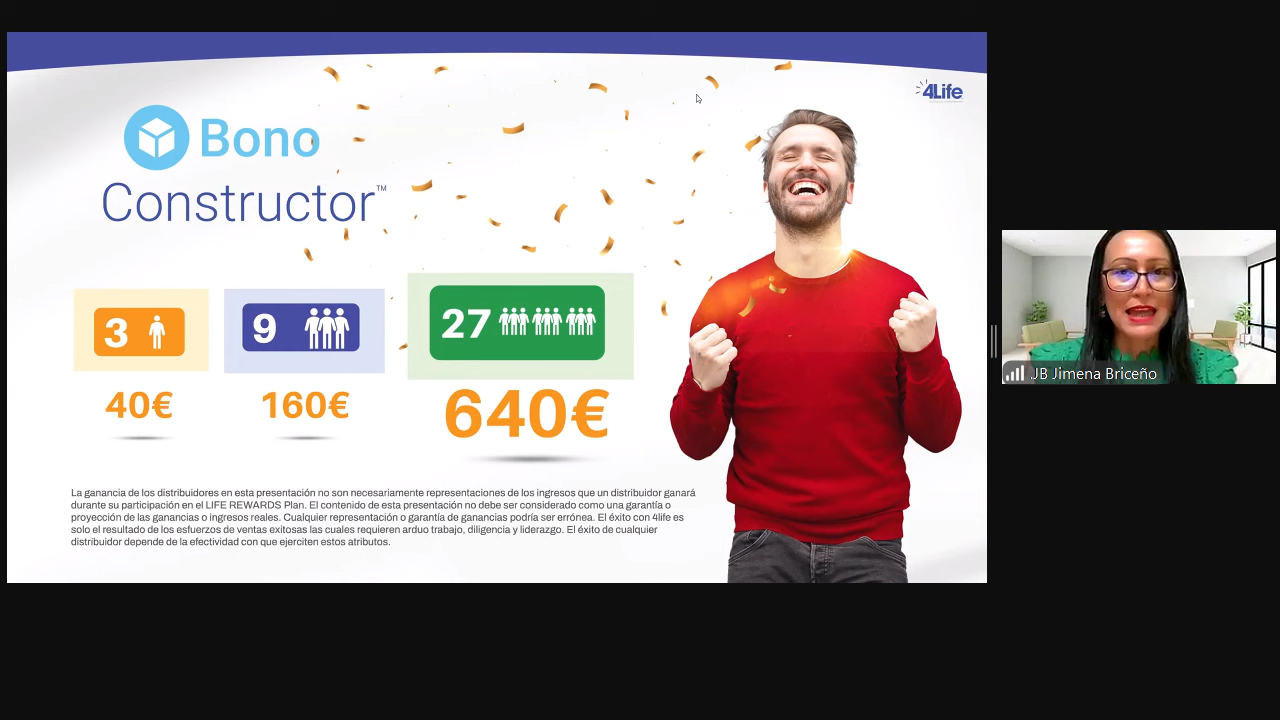 4Life
Bono
Constructor™
3
9
27
40€
160€
640€
La ganancia de los distribuidores en esta presentación no son necesariamente representaciones de los ingresos que un distribuidor ganará
durante su participación en el LIFE REWARDS Plan. El contenido de esta presentación no debe ser considerado como una garantía o
proyección de las ganancias o ingresos reales. Cualquier representación o garantía de ganancias podría ser errónea. El éxito con 4life es
solo el resultado de los esfuerzos de ventas exitosas las cuales requieren arduo trabajo, diligencia y liderazgo. El éxito de cualquier
distribuidor depende de la efectividad con que ejerciten estos atributos.
JB Jimena Briceño